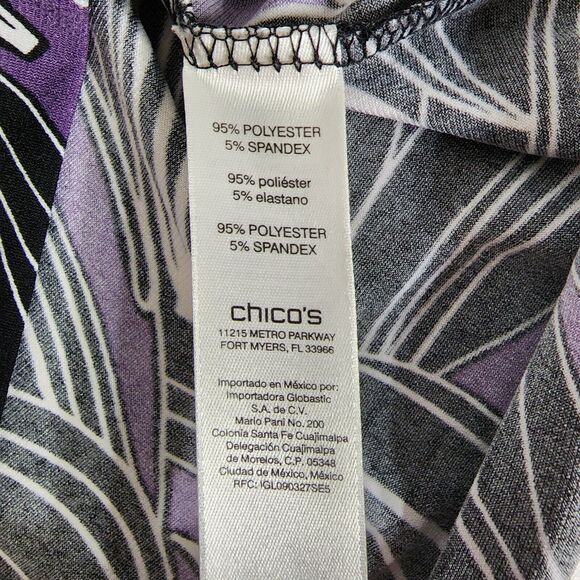 95% POLYESTER
5% SPANDEX
95% poliéster
5% elastano
95% POLYESTER
5% SPANDEX
chico's
11215 METRO PARKWAY
FORT MYERS, FL 33966
Importado en México por:
Importadora Globastic
S.A. de C.V.
Mario Pani No. 200
Colonia Santa Fe Cuajimalpa
Delegación Cuajimalpa
de Morelos, C.P. 05348
Ciudad de México, México
RFC: IGL090327SE5